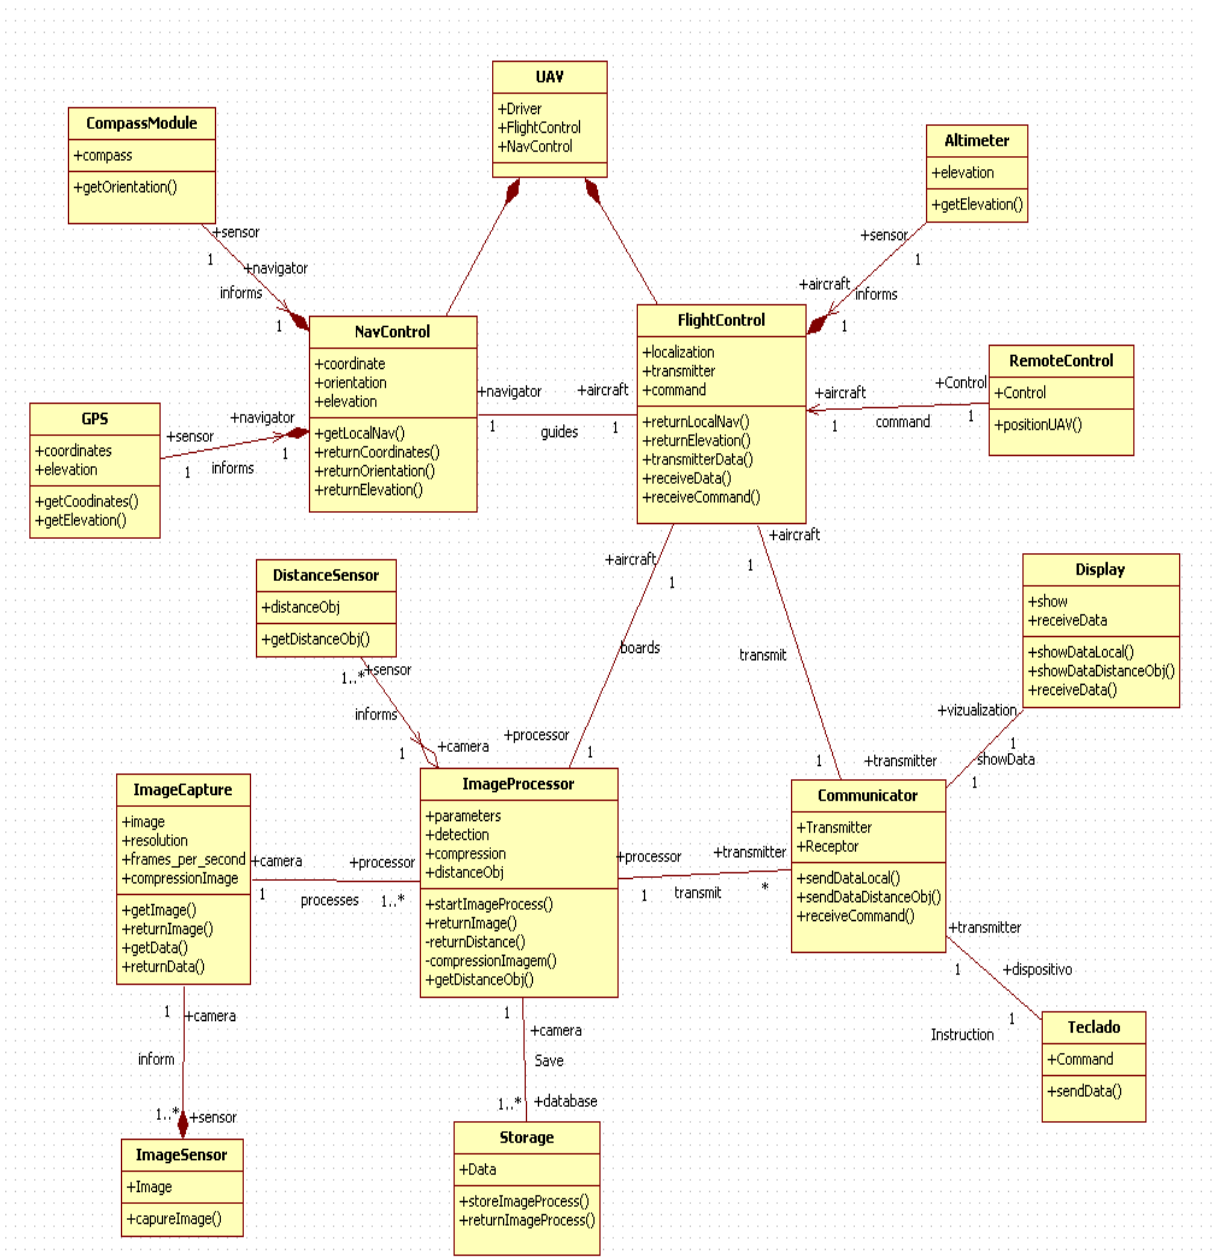 UAV
+Driver
+FlightControl
+NavControl
CompassModule
+compass
+getOrientation()
Altimeter
+elevation
+getElevation()
+sensor
1
+navigator
informs
1
+sensor
1
+aircraft
informs
1
NavControl
+coordinate
+orientation
+elevation
+getLocalNav()
+returnCoordinates()
+returnOrientation()
+returnElevation()
FlightControl
+localization
+transmitter
+command
+returnLocalNav()
+returnElevation()
+transmitterData()
+receiveData()
+receiveCommand()
RemoteControl
+Control
+positionUAV()
+Control
1
+aircraft
1
command
+navigator
1
+aircraft
1
guides
GPS
+coordinates
+elevation
+getCoodinates()
+getElevation()
+navigator
+sensor
1
1
informs
+aircraft
1
boards
+processor
1
+aircraft
1
transmit
1
+transmitter
DistanceSensor
+distanceObj
+getDistanceObj()
+sensor
1..*
informs
1
+camera
Display
+show
+receiveData
+showDataLocal()
+showDataDistanceObj()
+receiveData()
+vizualization
1
showData
1
ImageCapture
+image
+resolution
+frames_per_second
+compressionImage
+getImage()
+returnImage()
+getData()
+returnData()
+camera
1
processes
+processor
1..*
ImageProcessor
+parameters
+detection
+compression
+distanceObj
+startImageProcess()
+returnImage()
-returnDistance()
-compressionImagem()
+getDistanceObj()
+processor
1
transmit
+transmitter
*
Communicator
+Transmitter
+Receptor
+sendDataLocal()
+sendDataDistanceObj()
+receiveCommand()
+transmitter
1
+dispositivo
1
Instruction
Teclado
+Command
+sendData()
1
+camera
inform
1..*
+sensor
ImageSensor
+Image
+capureImage()
1
+camera
Save
1..*
+database
Storage
+Data
+storeImageProcess()
+returnImageProcess()